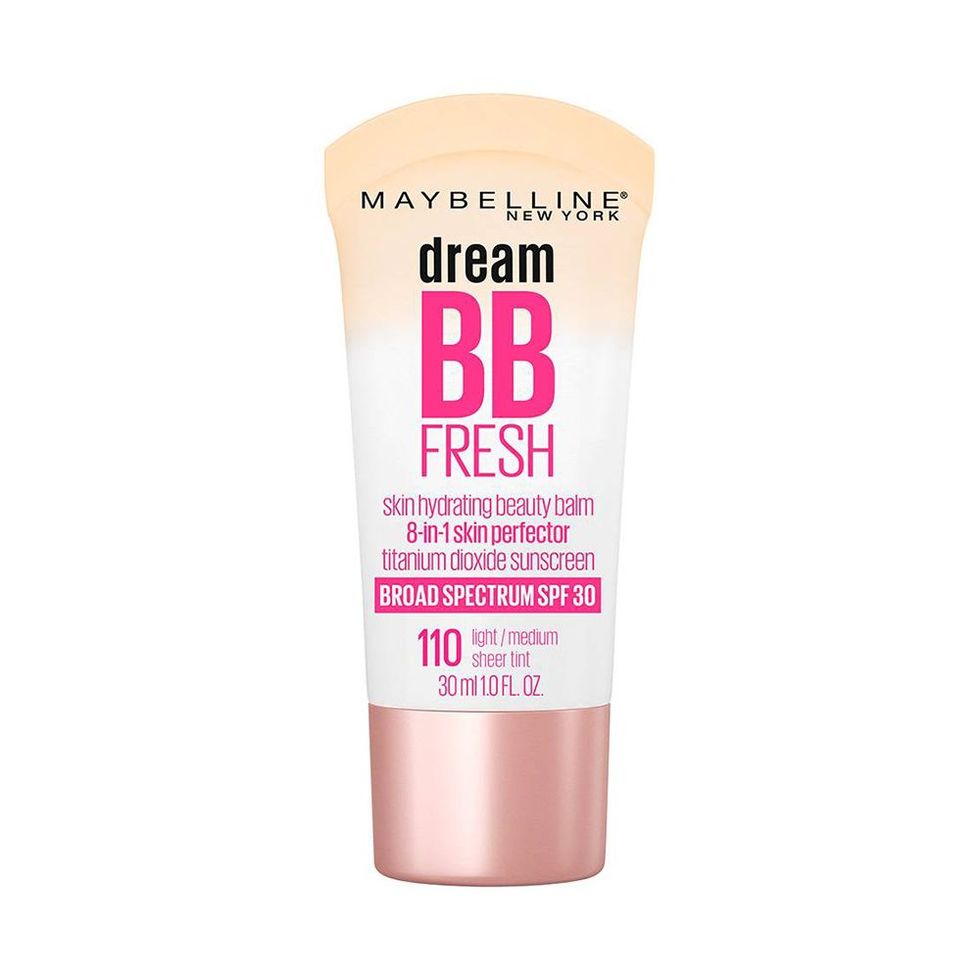 MAYBELLINE®
NEW YORK
dream
BB
FRESH
skin hydrating beauty balm
8-in-1 skin perfector
titanium dioxide sunscreen
BROAD SPECTRUM SPF 30
110 light / medium
sheer tint
30 ml 1.0 FL. OZ.